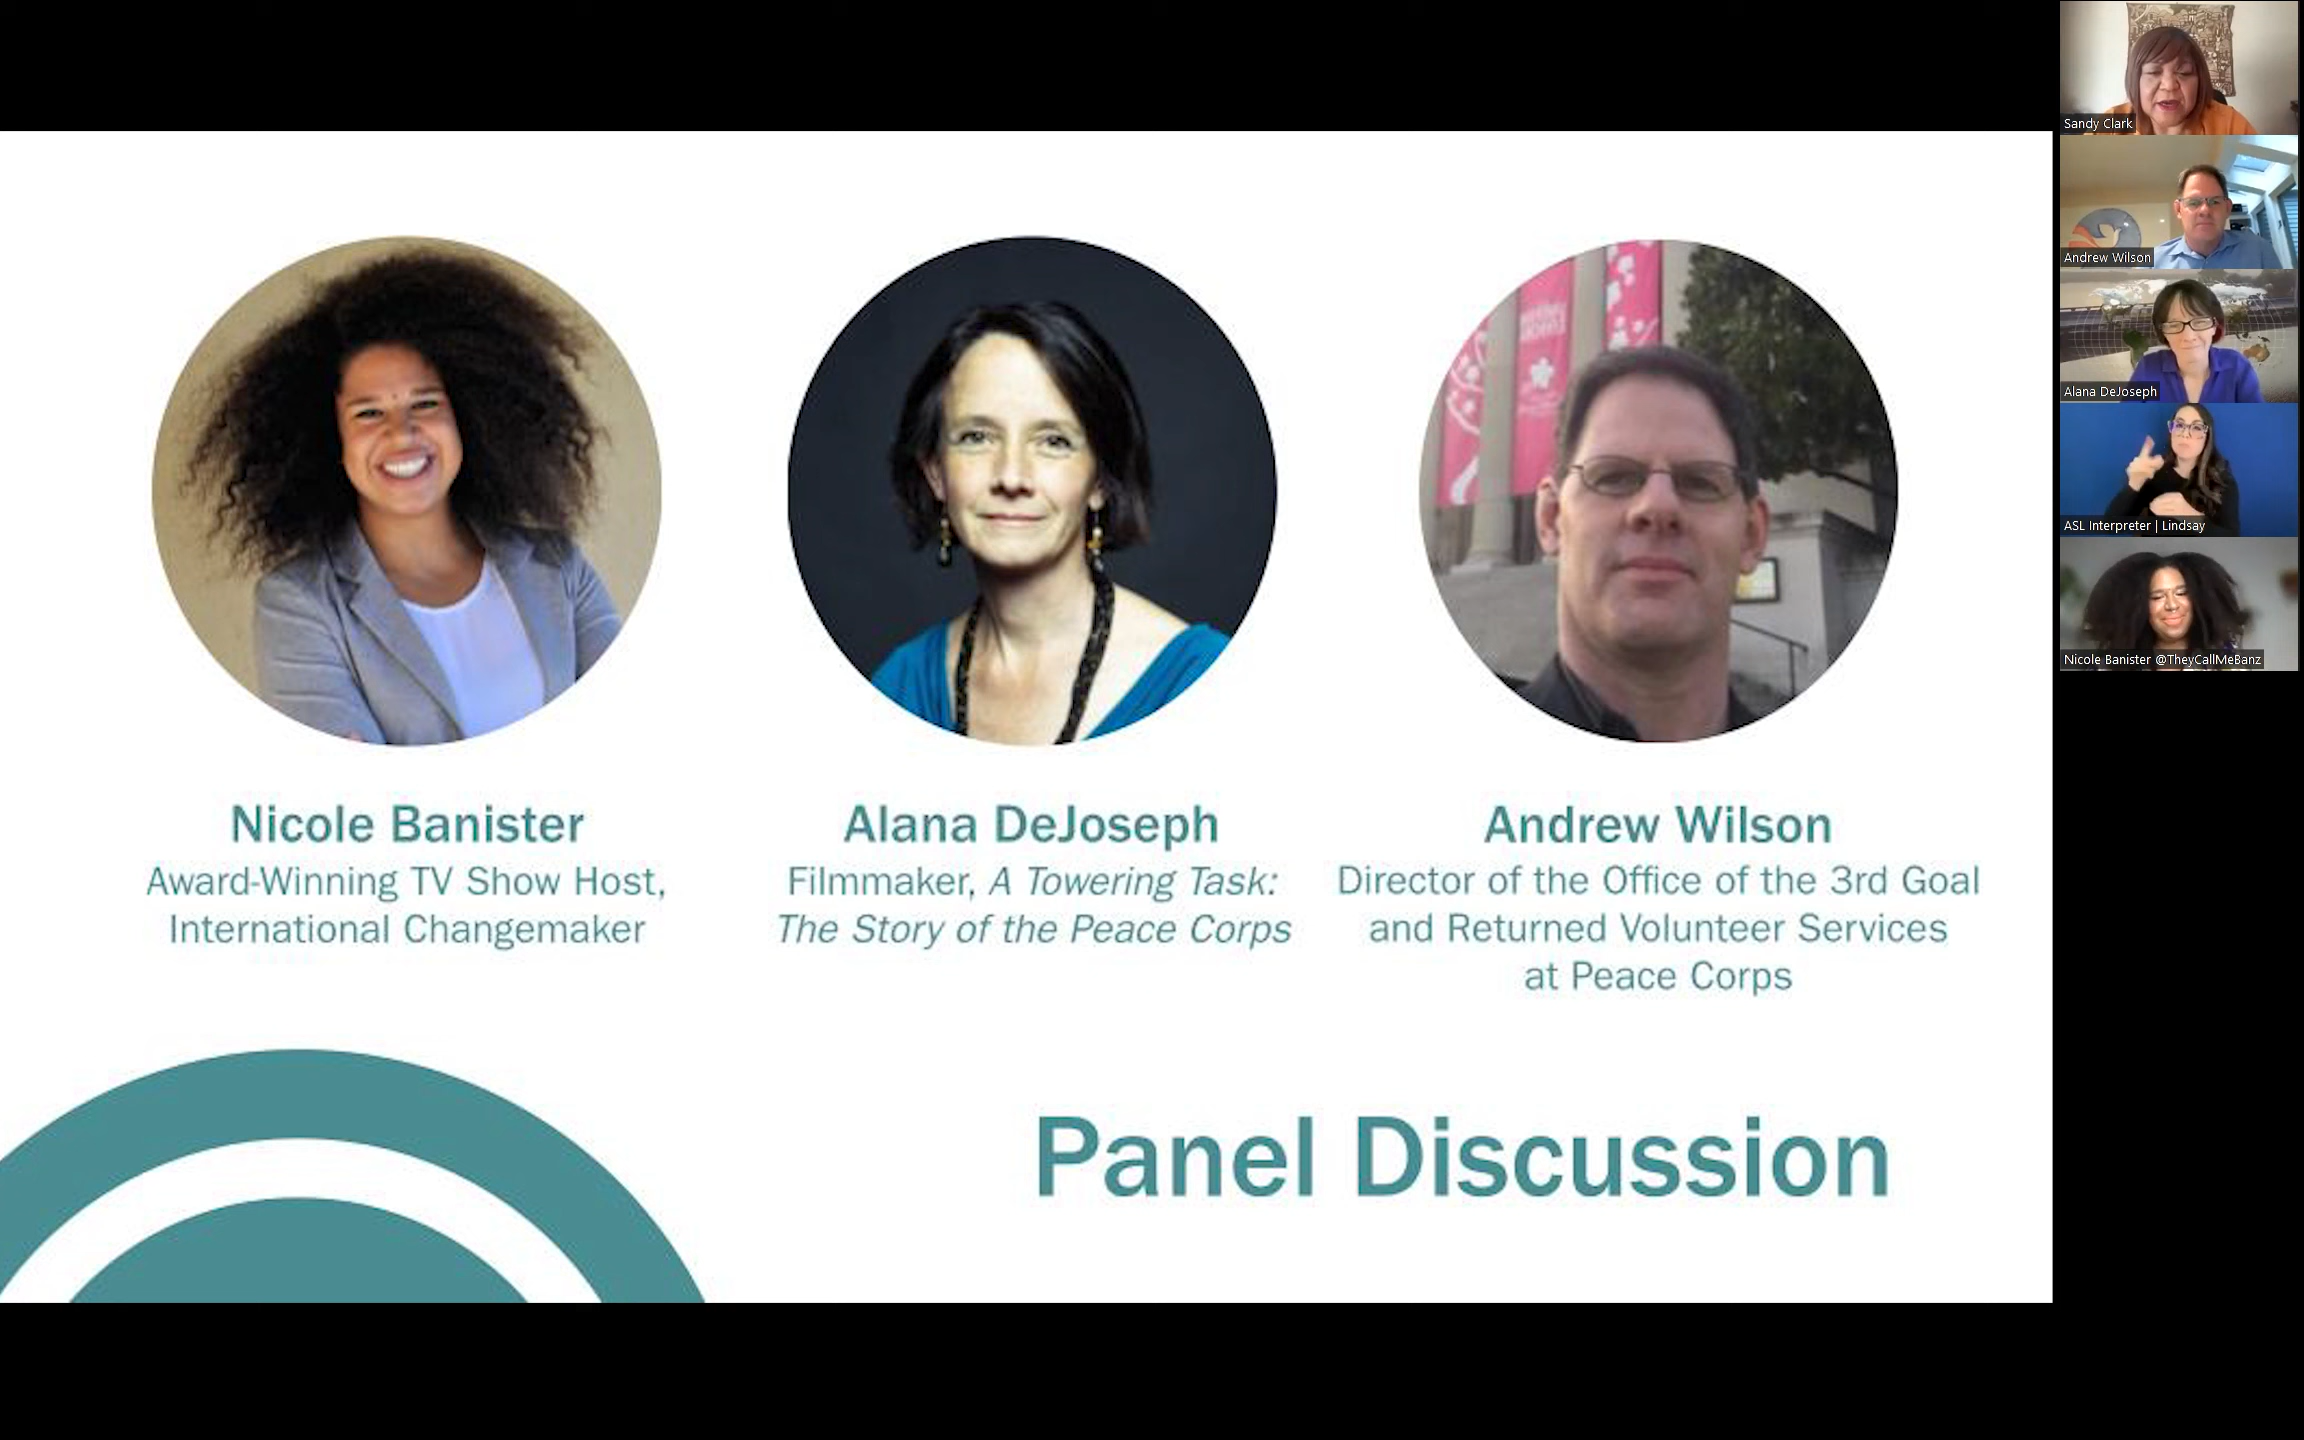 Nicole Banister
Award-Winning TV Show Host,
International Changemaker
Alana DeJoseph
Filmmaker, A Towering Task:
The Story of the Peace Corps
Andrew Wilson
Director of the Office of the 3rd Goal
and Returned Volunteer Services
at Peace Corps
Panel Discussion
Sandy Clark
Andrew Wilson
Alana DeJoseph
ASL Interpreter | Lindsay
Nicole Banister @TheyCallMeBanz